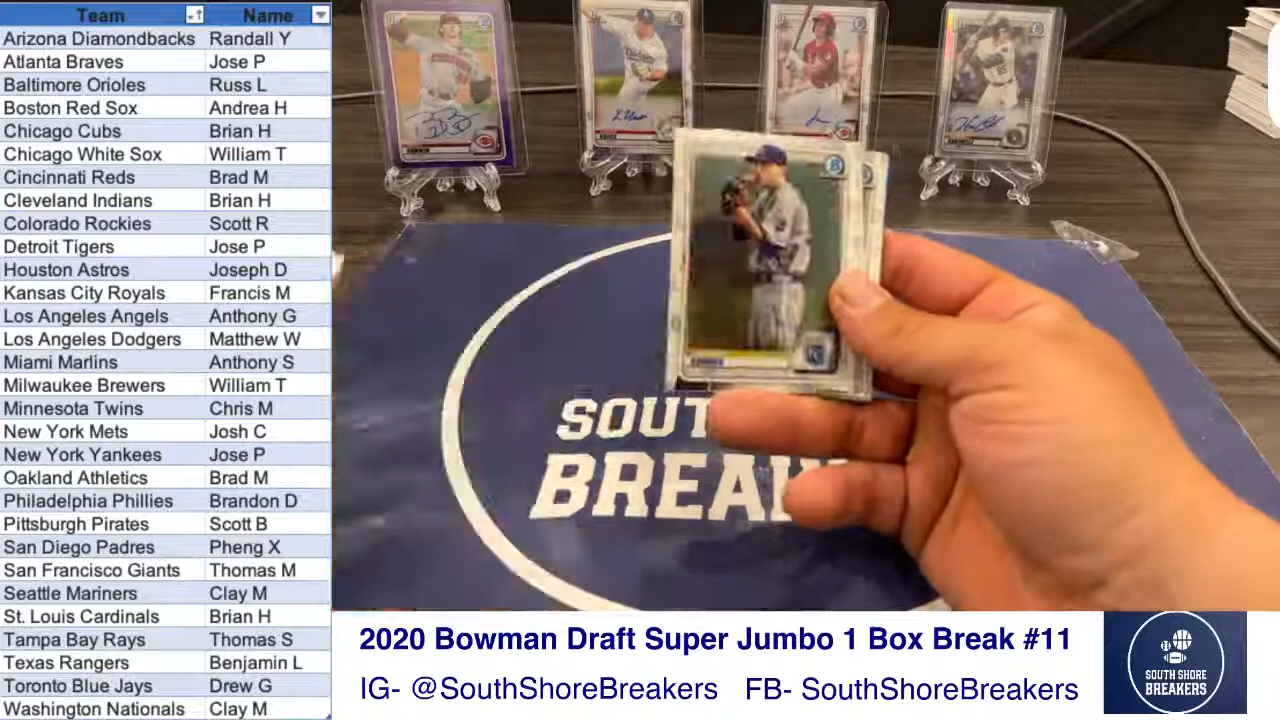 Team Name
Arizona Diamondbacks Randall Y
Atlanta Braves Jose P
Baltimore Orioles Russ L
Boston Red Sox Andrea H
Chicago Cubs Brian H
Chicago White Sox William T
Cincinnati Reds Brad M
Cleveland Indians Brian H
Colorado Rockies Scott R
Detroit Tigers Jose P
Houston Astros Joseph D
Kansas City Royals Francis M
Los Angeles Angels Anthony G
Los Angeles Dodgers Matthew W
Miami Marlins Anthony S
Milwaukee Brewers William T
Minnesota Twins Chris M
New York Mets Josh C
New York Yankees Jose P
Oakland Athletics Brad M
Philadelphia Phillies Brandon D
Pittsburgh Pirates Scott B
San Diego Padres Pheng X
San Francisco Giants Thomas M
Seattle Mariners Clay M
St. Louis Cardinals Brian H
Tampa Bay Rays Thomas S
Texas Rangers Benjamin L
Toronto Blue Jays Drew G
Washington Nationals Clay M
SOUT
BREAK
2020 Bowman Draft Super Jumbo 1 Box Break #11
IG- @SouthShoreBreakers FB- SouthShoreBreakers
SOUTH SHORE
BREAKERS